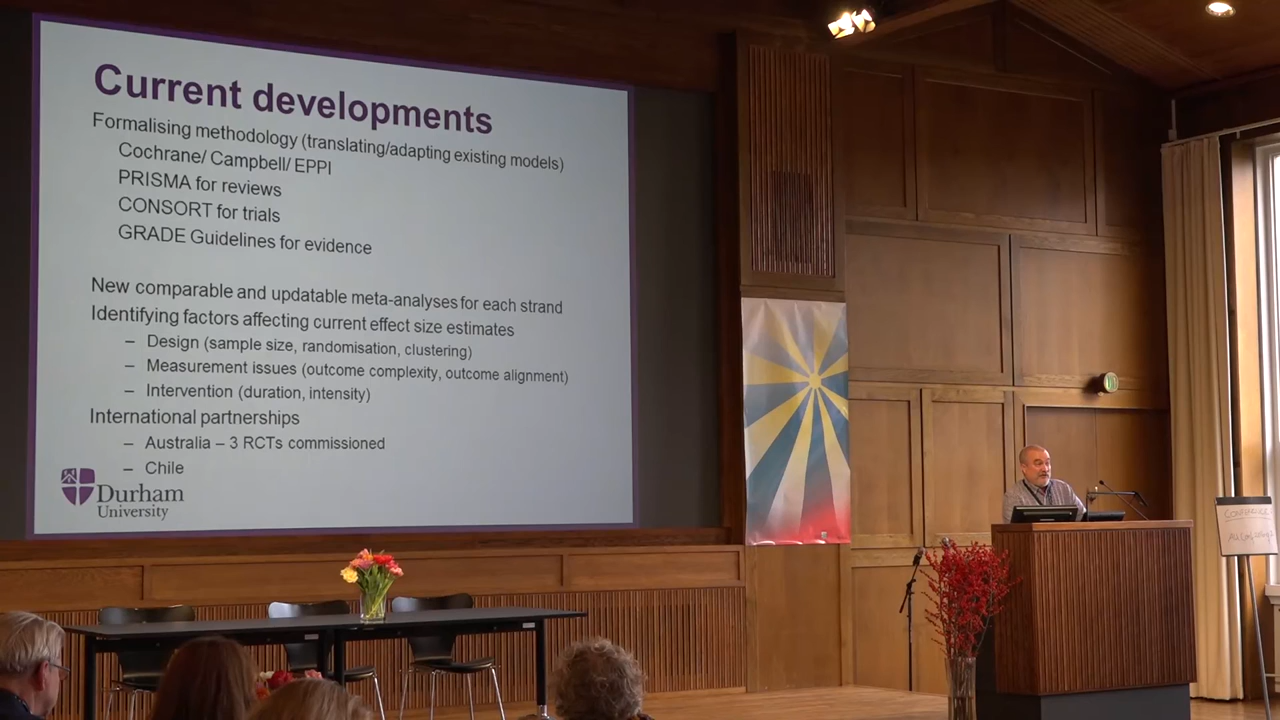 Current developments
Formalising methodology (translating/adapting existing models)
Cochrane/ Campbell/ EPPI
PRISMA for reviews
CONSORT for trials
GRADE Guidelines for evidence
New comparable and updatable meta-analyses for each strand
Identifying factors affecting current effect size estimates
– Design (sample size, randomisation, clustering)
– Measurement issues (outcome complexity, outcome alignment)
– Intervention (duration, intensity)
International partnerships
– Australia – 3 RCTs commissioned
– Chile
Durham
University